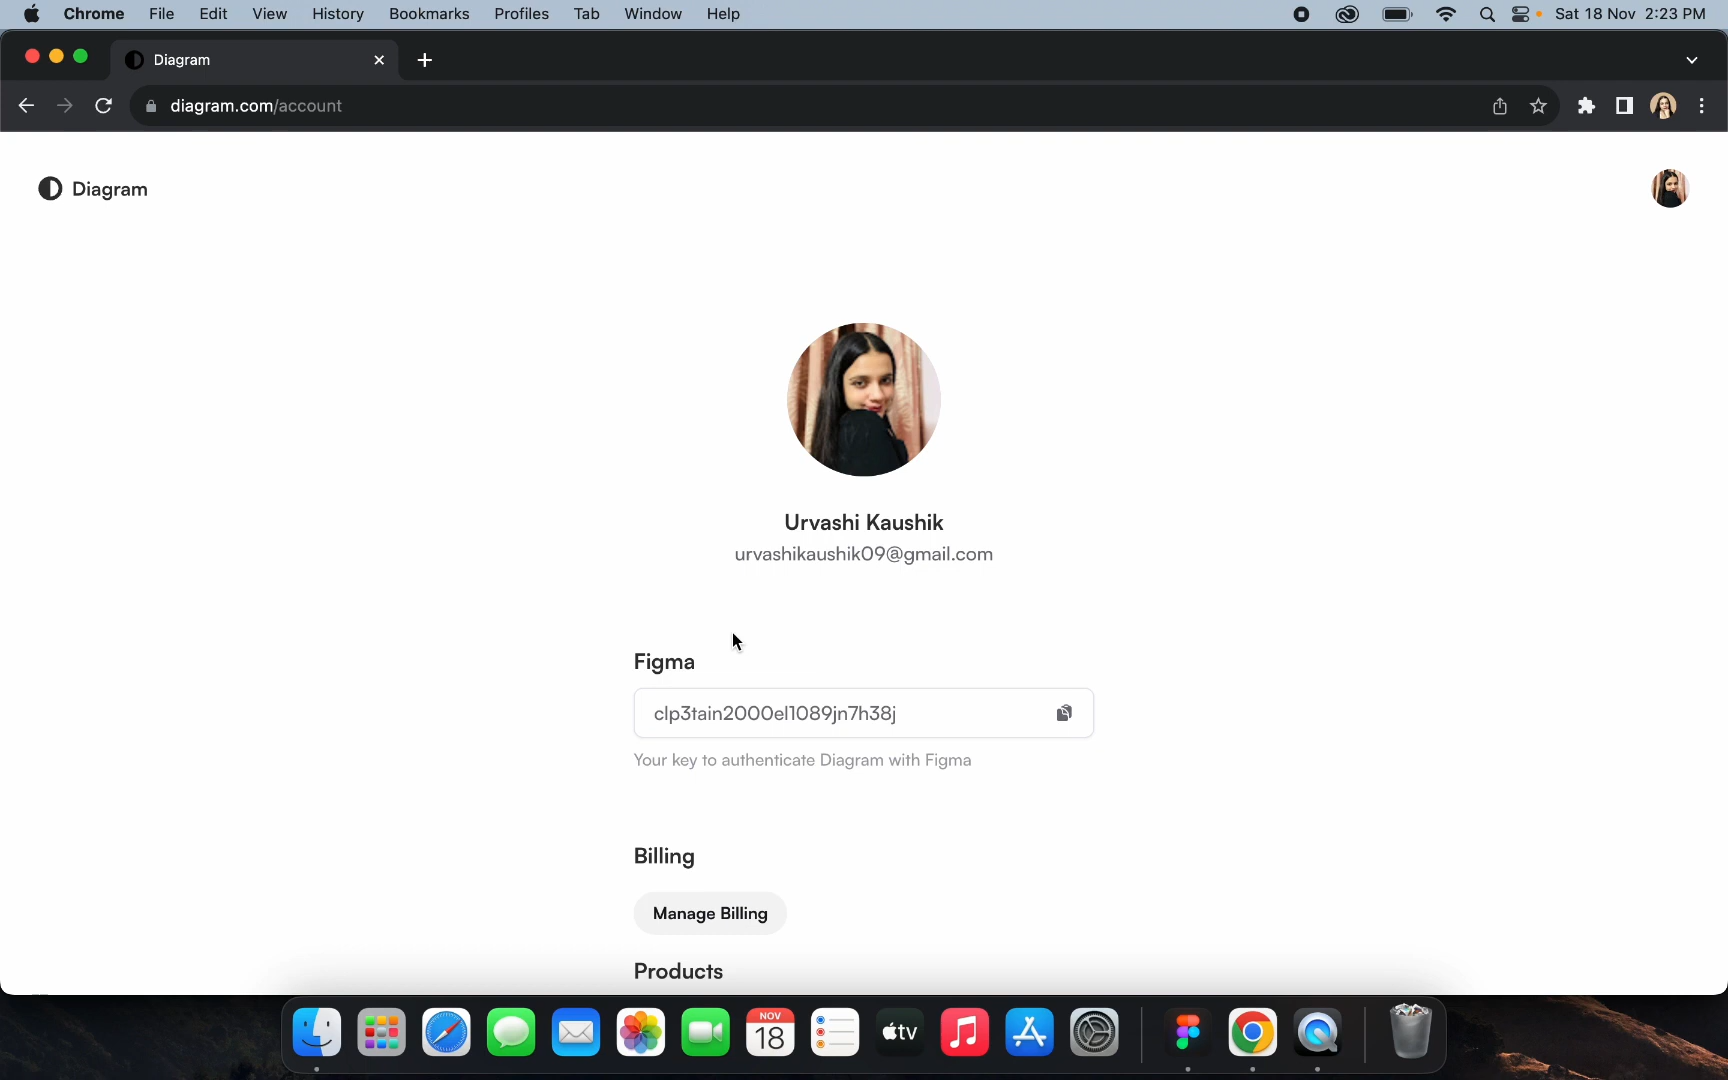 Chrome File Edit View History Bookmarks Profiles Tab Window Help Sat 18 Nov 2:23 PM
Diagram
diagram.com/account
Diagram
Urvashi Kaushik
urvashikaushik09@gmail.com
Figma
clp3tain2000el1089jn7h38j
Your key to authenticate Diagram with Figma
Billing
Manage Billing
Products
NOV
18
tv